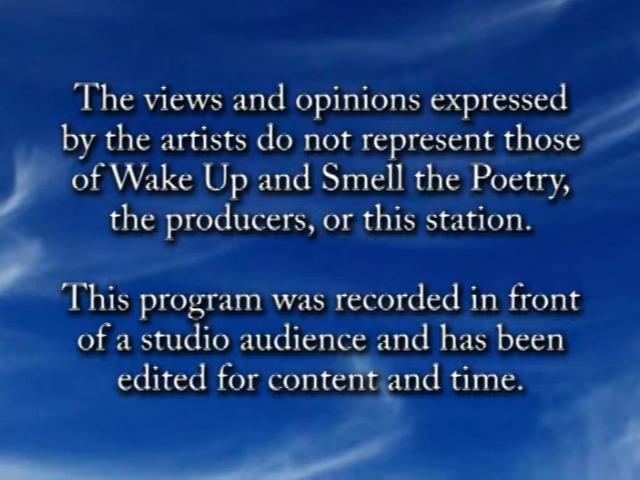 The views and opinions expressed
by the artists do not represent those
of Wake Up and Smell the Poetry,
the producers, or this station.
This program was recorded in front
of a studio audience and has been
edited for content and time.